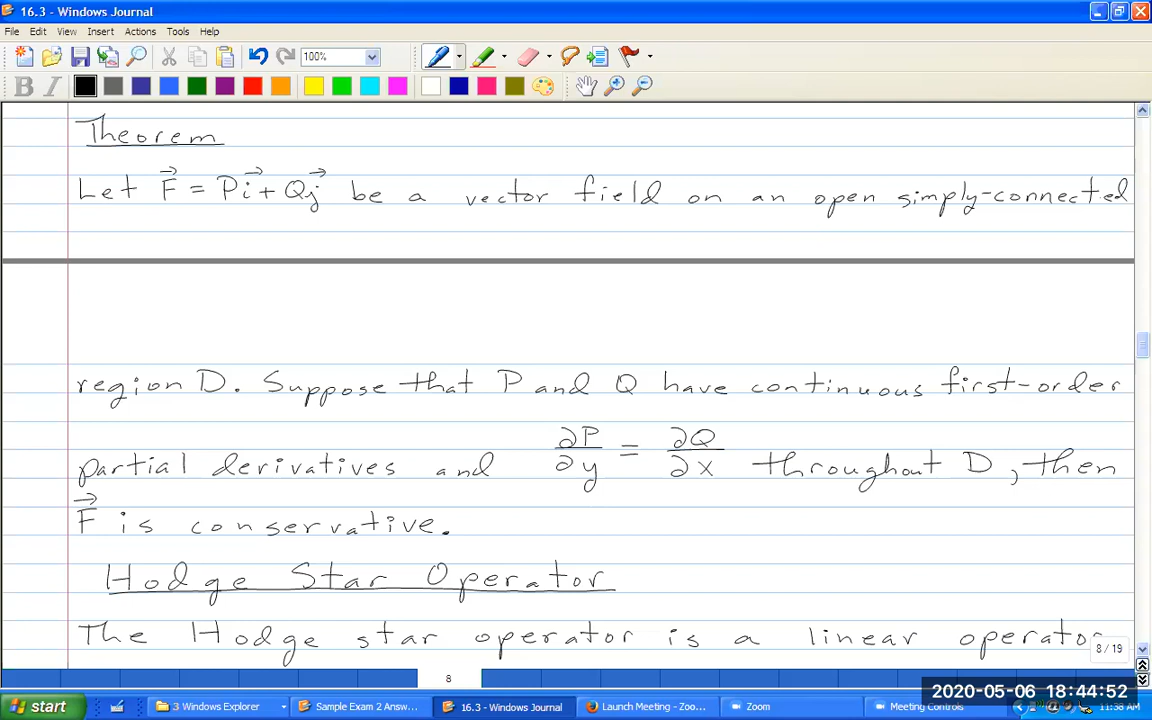 16.3 - Windows Journal
File Edit View Insert Actions Tools Help
100%
B I
Theorem
Let F⃗ = Pi⃗ + Qj⃗ be a vector field on an open simply-connected
region D. Suppose that P and Q have continuous first-order
partial derivatives and ∂P/∂y = ∂Q/∂x throughout D, then
F⃗ is conservative.
Hodge Star Operator
The Hodge star operator is a linear operator
8 / 19
8
2020-05-06 18:44:52
start 3 Windows Explorer Sample Exam 2 Answ... 16.3 - Windows Journal Launch Meeting - Zoo... Zoom Meeting Controls 11:38 AM